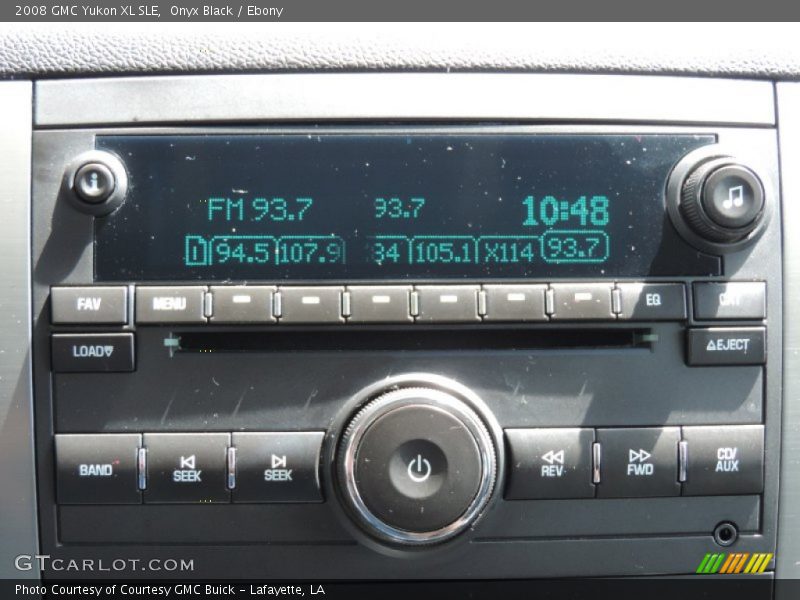 2008 GMC Yukon XL SLE,  Onyx Black / Ebony
i
FM 93.7 93.7 10:48
94.5 107.9 34 105.1 X114 93.7
FAV MENU EQ CAT
LOAD EJECT
BAND SEEK SEEK REV FWD CD/AUX
GTCARLOT.COM
Photo Courtesy of Courtesy GMC Buick - Lafayette, LA